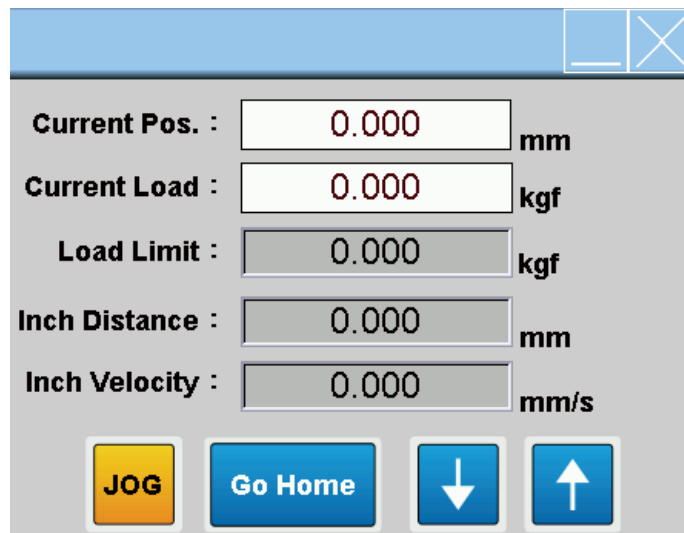 Current Pos. : 0.000 mm
Current Load : 0.000 kgf
Load Limit : 0.000 kgf
Inch Distance : 0.000 mm
Inch Velocity : 0.000 mm/s
JOG Go Home